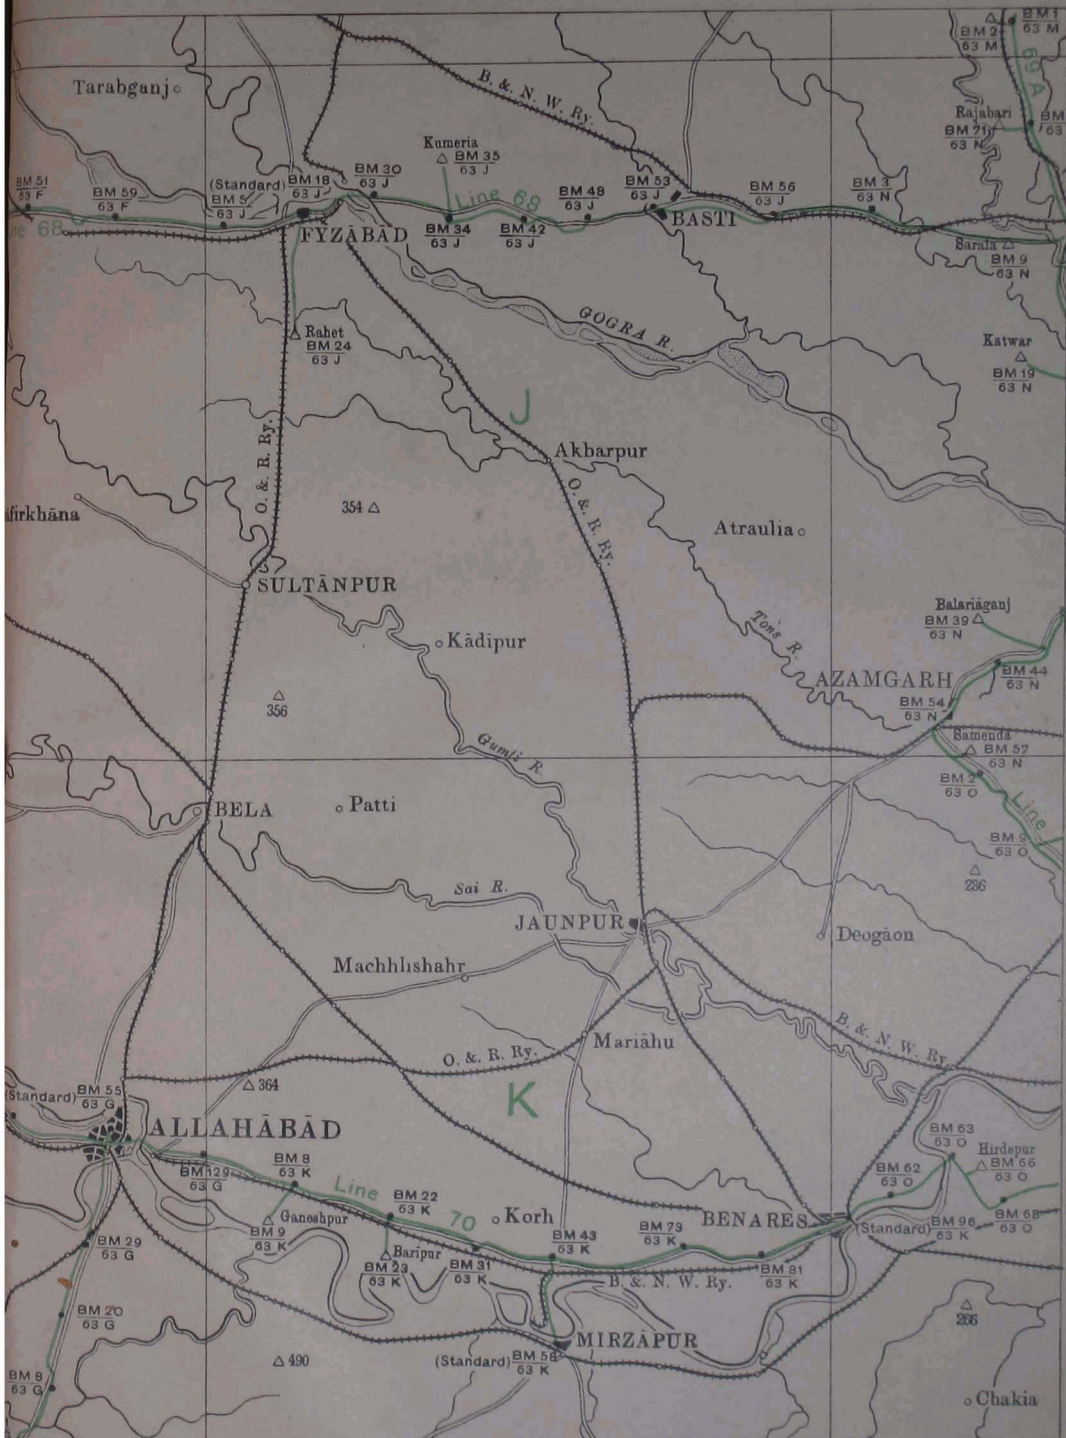 BM 1
63 M
BM 2
63 M
69 A
Tarabganj
B. & N. W. Ry.
Rajabari
BM 71
63 N
BM
63
Kumeria
BM 35
63 J
BM 51
63 F
BM 59
63 F
(Standard)
BM 5
63 J
BM 18
63 J
BM 30
63 J
Line 68
BM 48
63 J
BM 53
63 J
BM 56
63 J
BM 3
63 N
68
FYZĀBĀD
BM 34
63 J
BM 42
63 J
BASTI
BM 9
63 N
Rahet
BM 24
63 J
GOGRA R.
Katwar
BM 19
63 N
J
O. & R. Ry.
Akbarpur
O. & R. Ry.
354
āfirkhāna
Atraulia
SULTĀNPUR
Balariāganj
BM 39
63 N
Kādipur
Tons R.
AZAMGARH
BM 44
63 N
356
BM 54
63 N
Gumti R.
Samenda
BM 57
63 N
BM 2
63 O
Line
BELA
Patti
BM 9
63 O
286
Sai R.
JAUNPUR
Deogāon
Machhlishahr
B. & N. W. Ry.
Mariāhu
O. & R. Ry.
364
K
(Standard)
BM 55
63 G
ALLAHĀBĀD
BM 63
63 O
Hirdepur
BM 66
63 O
BM 129
63 G
BM 8
63 K
Line 70
BM 22
63 K
BM 62
63 O
Korh
BM 73
63 K
BENARES
(Standard)
BM 96
63 K
BM 68
63 O
Ganeshpur
BM 9
63 K
BM 29
63 G
Baripur
BM 23
63 K
BM 31
63 K
BM 43
63 K
B. & N. W. Ry.
BM 81
63 K
BM 20
63 G
266
MIRZĀPUR
490
(Standard)
BM 58
63 K
BM 8
63 G
Chakia